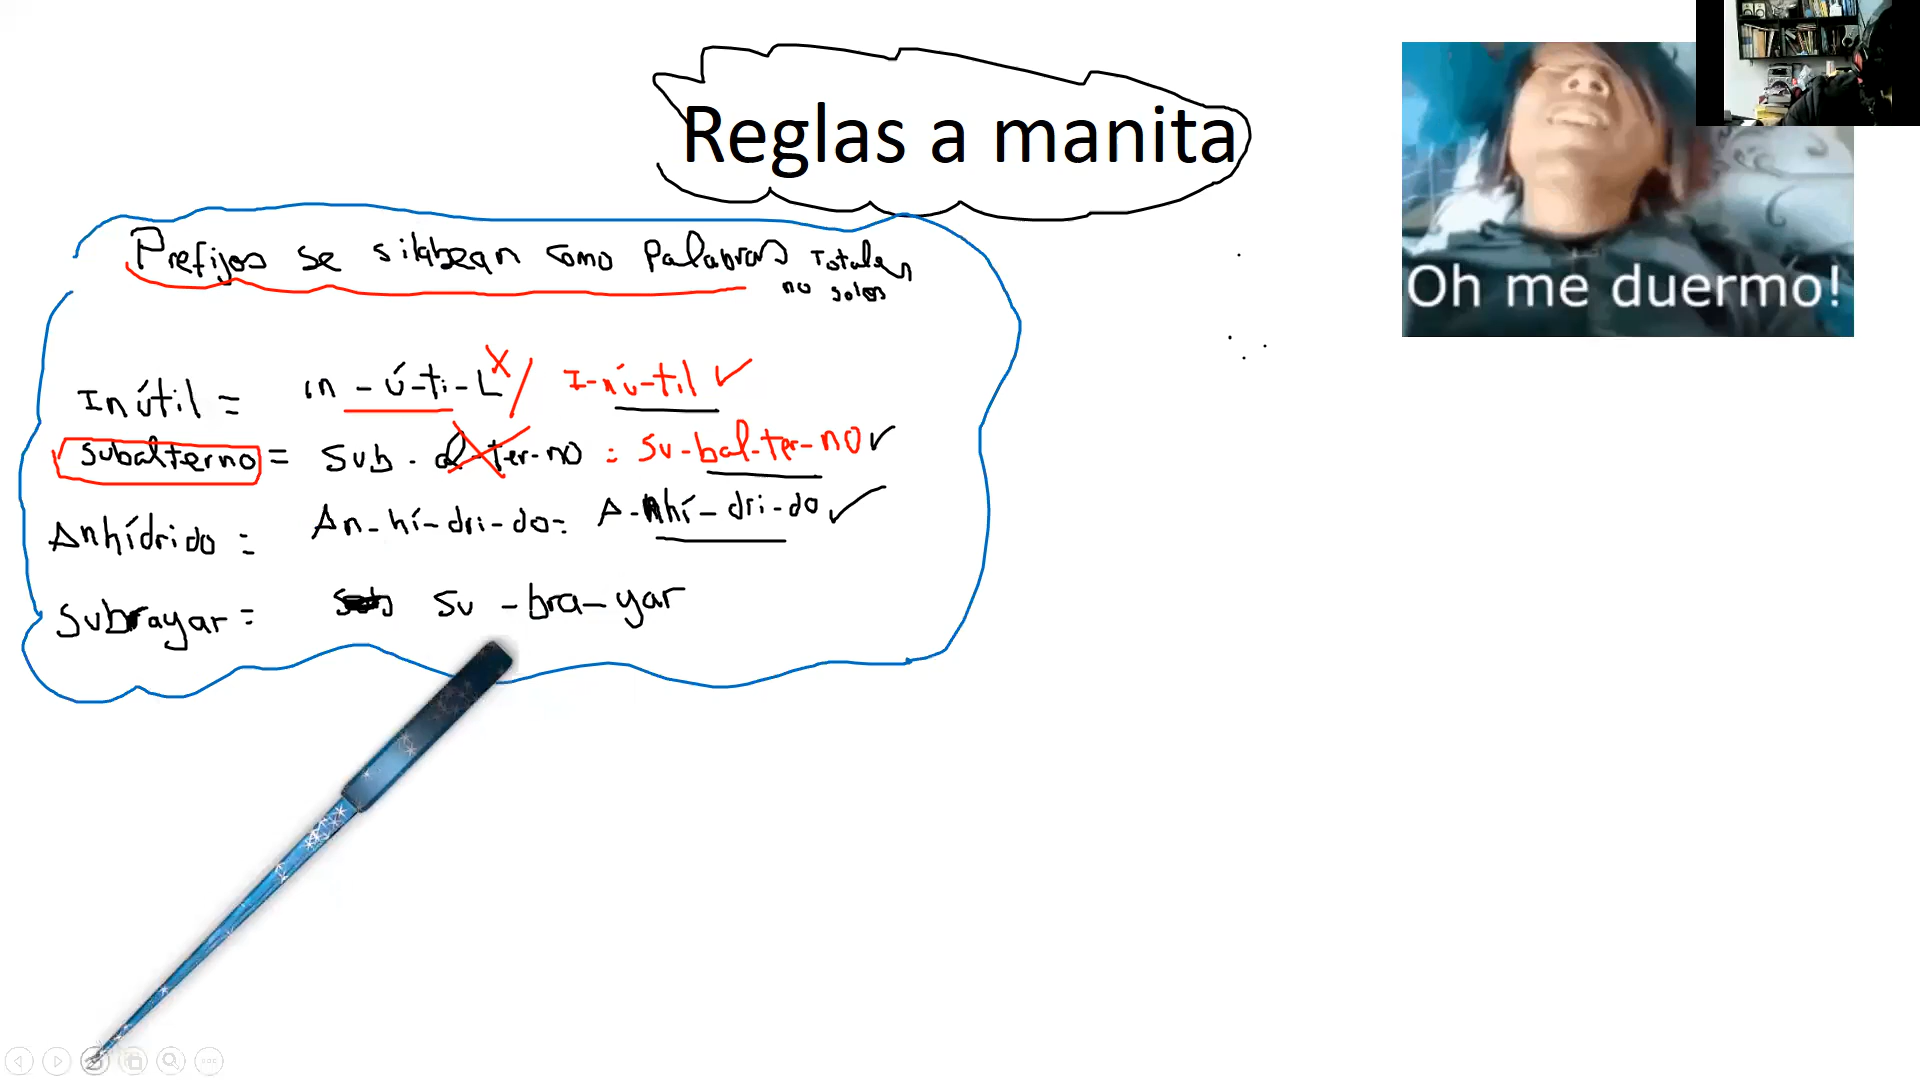 Reglas a manita
Oh me duermo!
Prefijos se silabean como Palabras Totales
no solos
Inútil = in - ú - ti - L X / I - nú - til ✓
subalterno = sub - al - ter - no = su - bal - ter - no ✓
Anhídrido = An - hí - dri - do = A - nhí - dri - do ✓
Subrayar = su - bra - yar